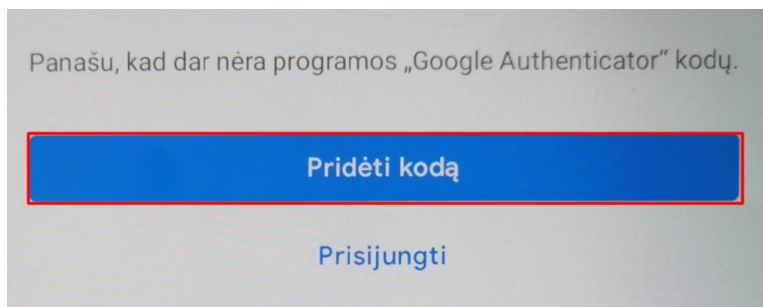 Panašu, kad dar nėra programos „Google Authenticator“ kodų.
Pridėti kodą
Prisijungti